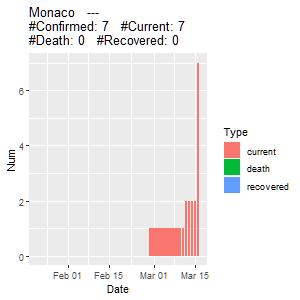 Monaco   ---
#Confirmed: 7   #Current: 7
#Death: 0   #Recovered: 0
6
4
2
0
Num
Feb 01
Feb 15
Mar 01
Mar 15
Date
Type
current
death
recovered